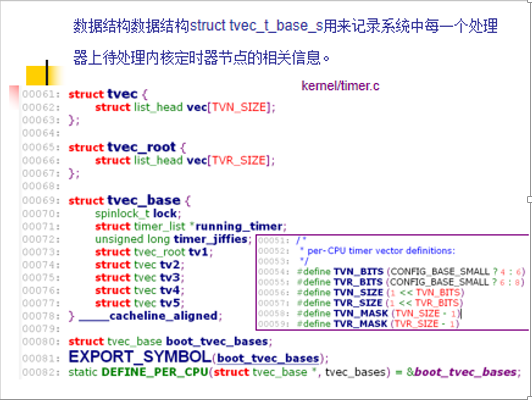 数据结构数据结构struct tvec_t_base_s用来记录系统中每一个处理
器上待处理内核定时器节点的相关信息。
kernel/timer.c
00061: struct tvec {
00062:     struct list_head vec[TVN_SIZE];
00063: };
00064:
00065: struct tvec_root {
00066:     struct list_head vec[TVR_SIZE];
00067: };
00068:
00069: struct tvec_base {
00070:     spinlock_t lock;
00071:     struct timer_list *running_timer;
00072:     unsigned long timer_jiffies;
00073:     struct tvec_root tv1;
00074:     struct tvec tv2;
00075:     struct tvec tv3;
00076:     struct tvec tv4;
00077:     struct tvec tv5;
00078: } ____cacheline_aligned;
00079:
00080: struct tvec_base boot_tvec_bases;
00081: EXPORT_SYMBOL(boot_tvec_bases);
00082: static DEFINE_PER_CPU(struct tvec_base *, tvec_bases) = &boot_tvec_bases;
00051: /*
00052:  * per-CPU timer vector definitions:
00053:  */
00054: #define TVN_BITS (CONFIG_BASE_SMALL ? 4 : 6)
00055: #define TVR_BITS (CONFIG_BASE_SMALL ? 6 : 8)
00056: #define TVN_SIZE (1 << TVN_BITS)
00057: #define TVR_SIZE (1 << TVR_BITS)
00058: #define TVN_MASK (TVN_SIZE - 1)
00059: #define TVR_MASK (TVR_SIZE - 1)